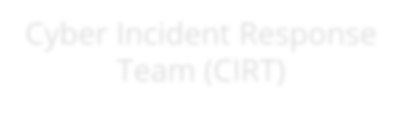 Cyber Incident Response
Team (CIRT)